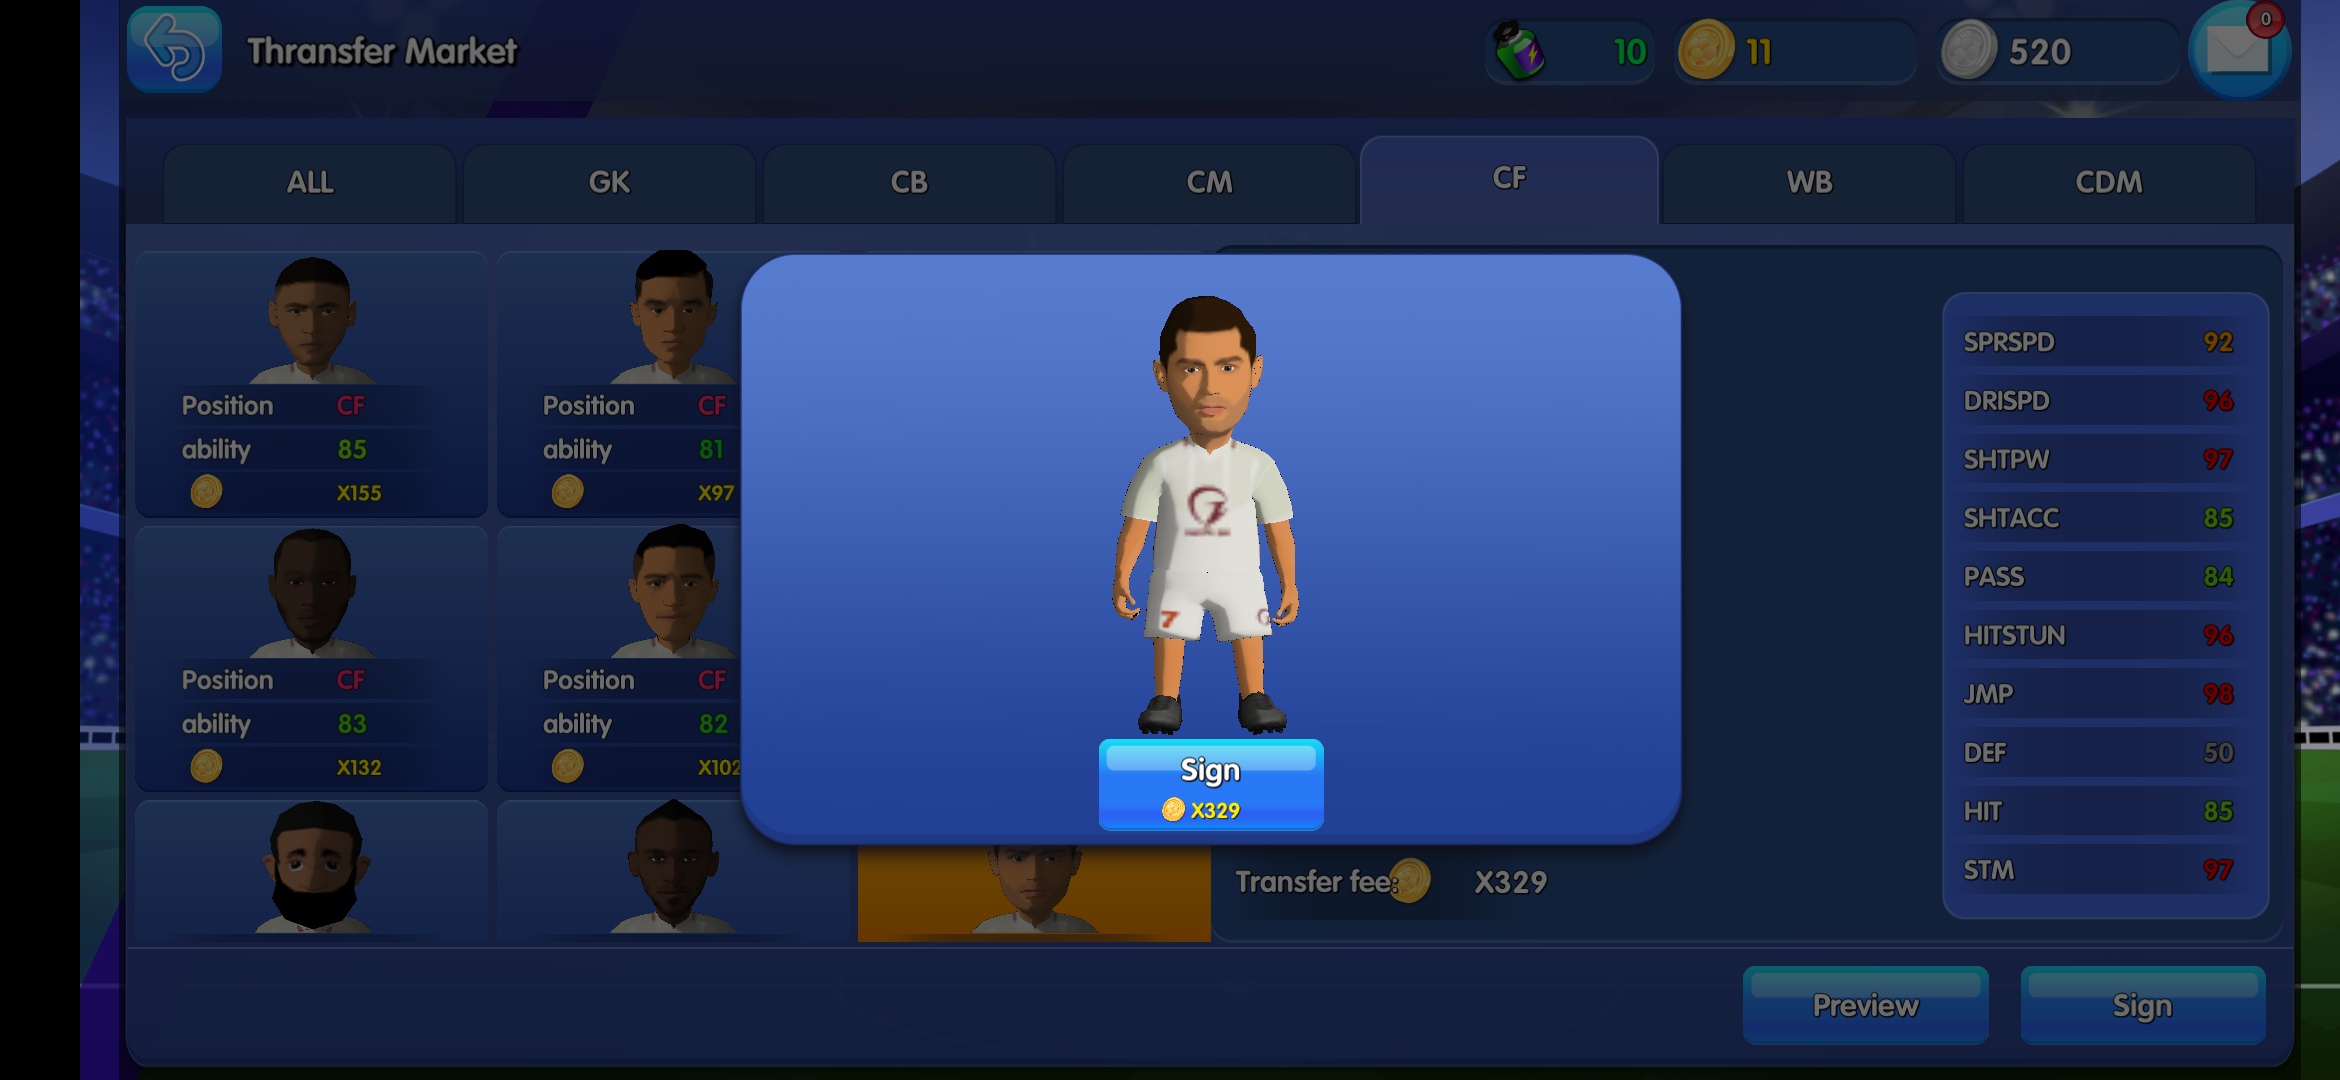 Thransfer Market
10
11
520
0
ALL
GK
CB
CM
CF
WB
CDM
Position CF
ability 85
X155
Position CF
ability 81
X97
Position CF
ability 83
X132
Position CF
ability 82
X102
7
Sign
X329
Transfer fee: X329
SPRSPD 92
DRISPD 96
SHTPW 97
SHTACC 85
PASS 84
HITSTUN 96
JMP 98
DEF 50
HIT 85
STM 97
Preview
Sign